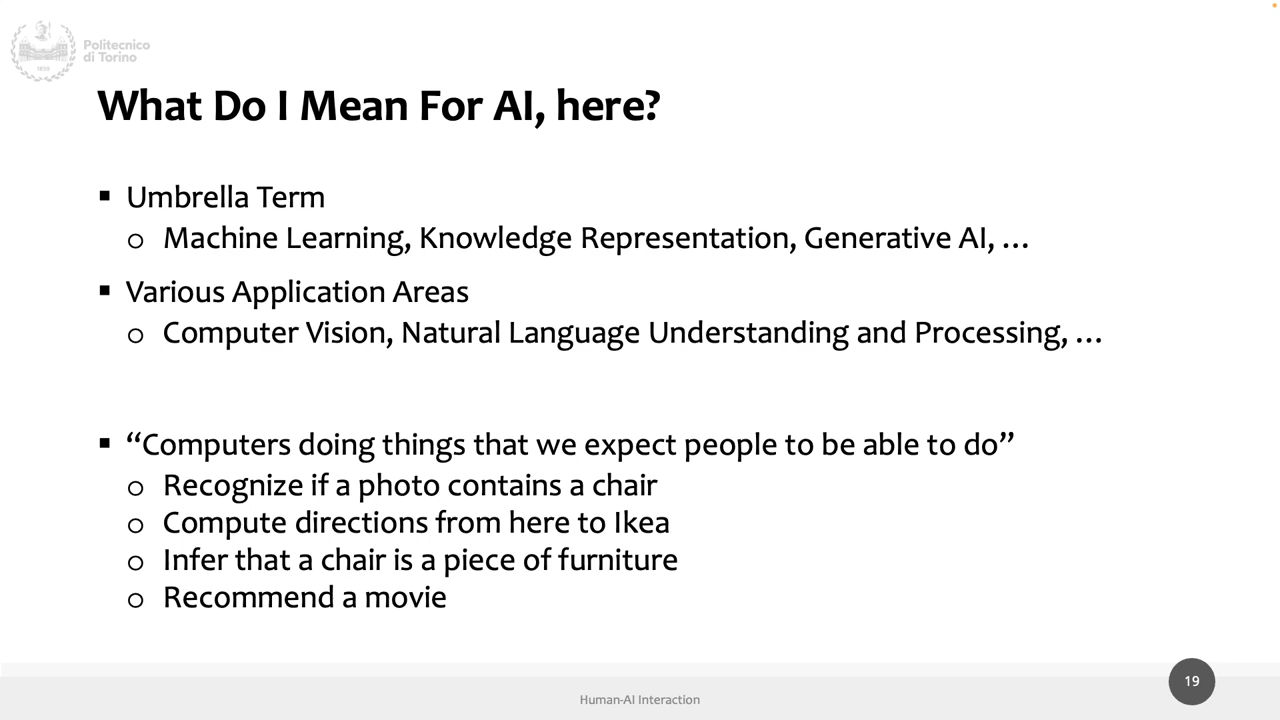 Politecnico
di Torino
1859
What Do I Mean For AI, here?
▪ Umbrella Term
o Machine Learning, Knowledge Representation, Generative AI, …
▪ Various Application Areas
o Computer Vision, Natural Language Understanding and Processing, …
▪ “Computers doing things that we expect people to be able to do”
o Recognize if a photo contains a chair
o Compute directions from here to Ikea
o Infer that a chair is a piece of furniture
o Recommend a movie
Human-AI Interaction
19